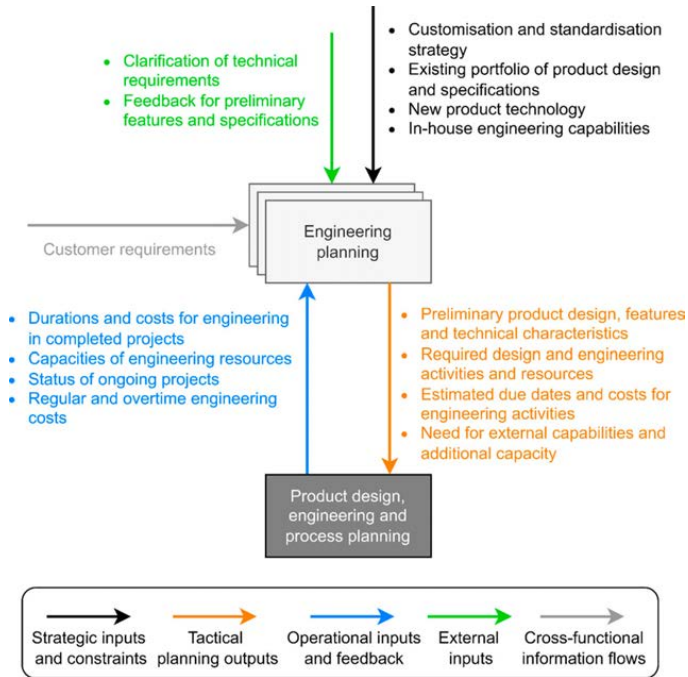 • Clarification of technical
requirements
• Feedback for preliminary
features and specifications
• Customisation and standardisation
strategy
• Existing portfolio of product design
and specifications
• New product technology
• In-house engineering capabilities
Customer requirements
Engineering
planning
• Durations and costs for engineering
in completed projects
• Capacities of engineering resources
• Status of ongoing projects
• Regular and overtime engineering
costs
• Preliminary product design, features
and technical characteristics
• Required design and engineering
activities and resources
• Estimated due dates and costs for
engineering activities
• Need for external capabilities and
additional capacity
Product design,
engineering and
process planning
Strategic inputs
and constraints
Tactical
planning outputs
Operational inputs
and feedback
External
inputs
Cross-functional
information flows